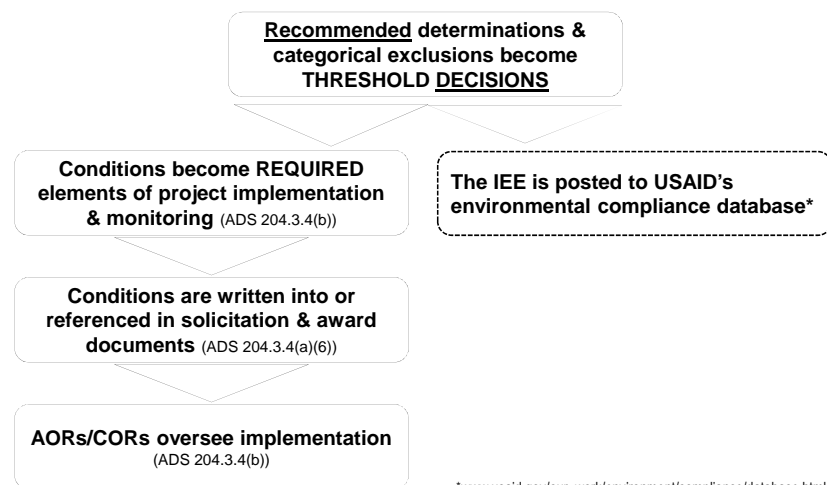 Recommended determinations &
categorical exclusions become
THRESHOLD DECISIONS
Conditions become REQUIRED
elements of project implementation
& monitoring (ADS 204.3.4(b))
The IEE is posted to USAID's
environmental compliance database*
Conditions are written into or
referenced in solicitation & award
documents (ADS 204.3.4(a)(6))
AORs/CORs oversee implementation
(ADS 204.3.4(b))